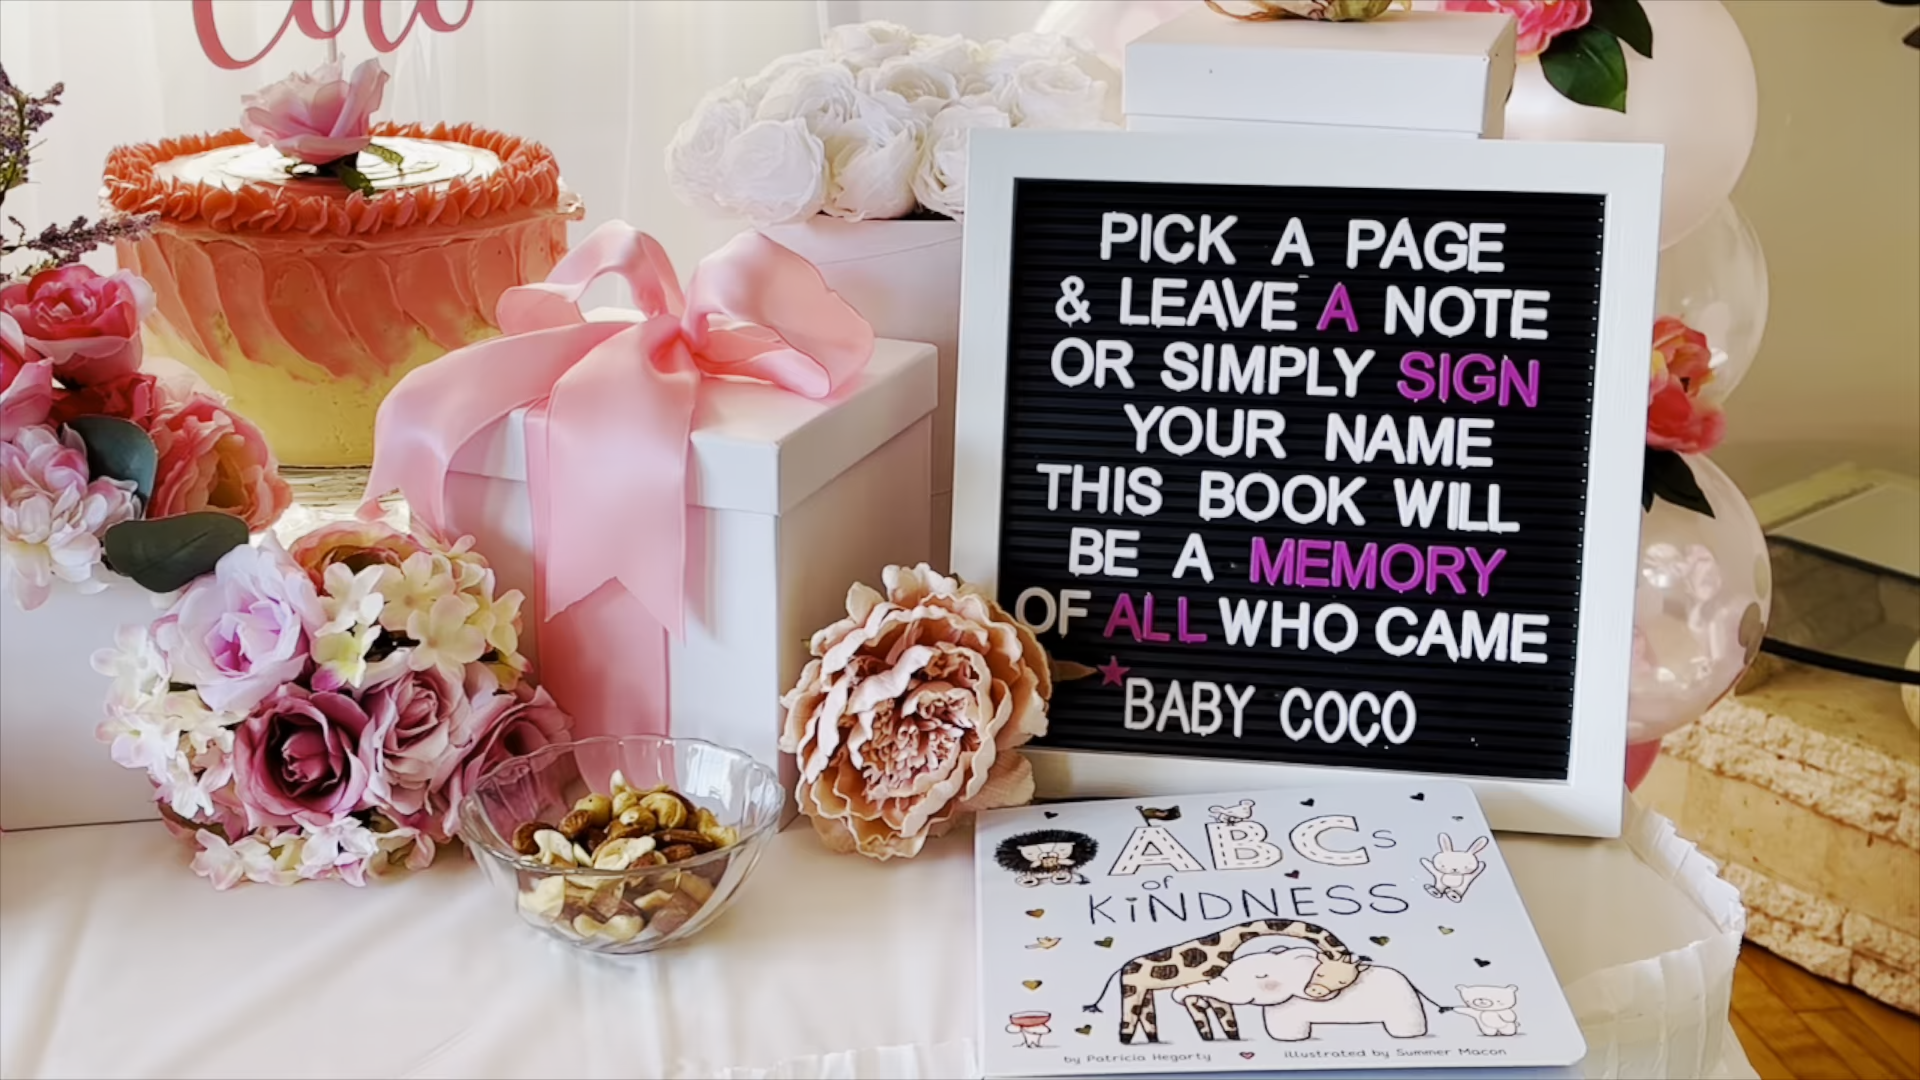 Coco
PICK A PAGE
& LEAVE A NOTE
OR SIMPLY SIGN
YOUR NAME
THIS BOOK WILL
BE A MEMORY
OF ALL WHO CAME
BABY COCO
ABCs
of
KiNDNESS
by Patricia Hegarty
illustrated by Summer Macon